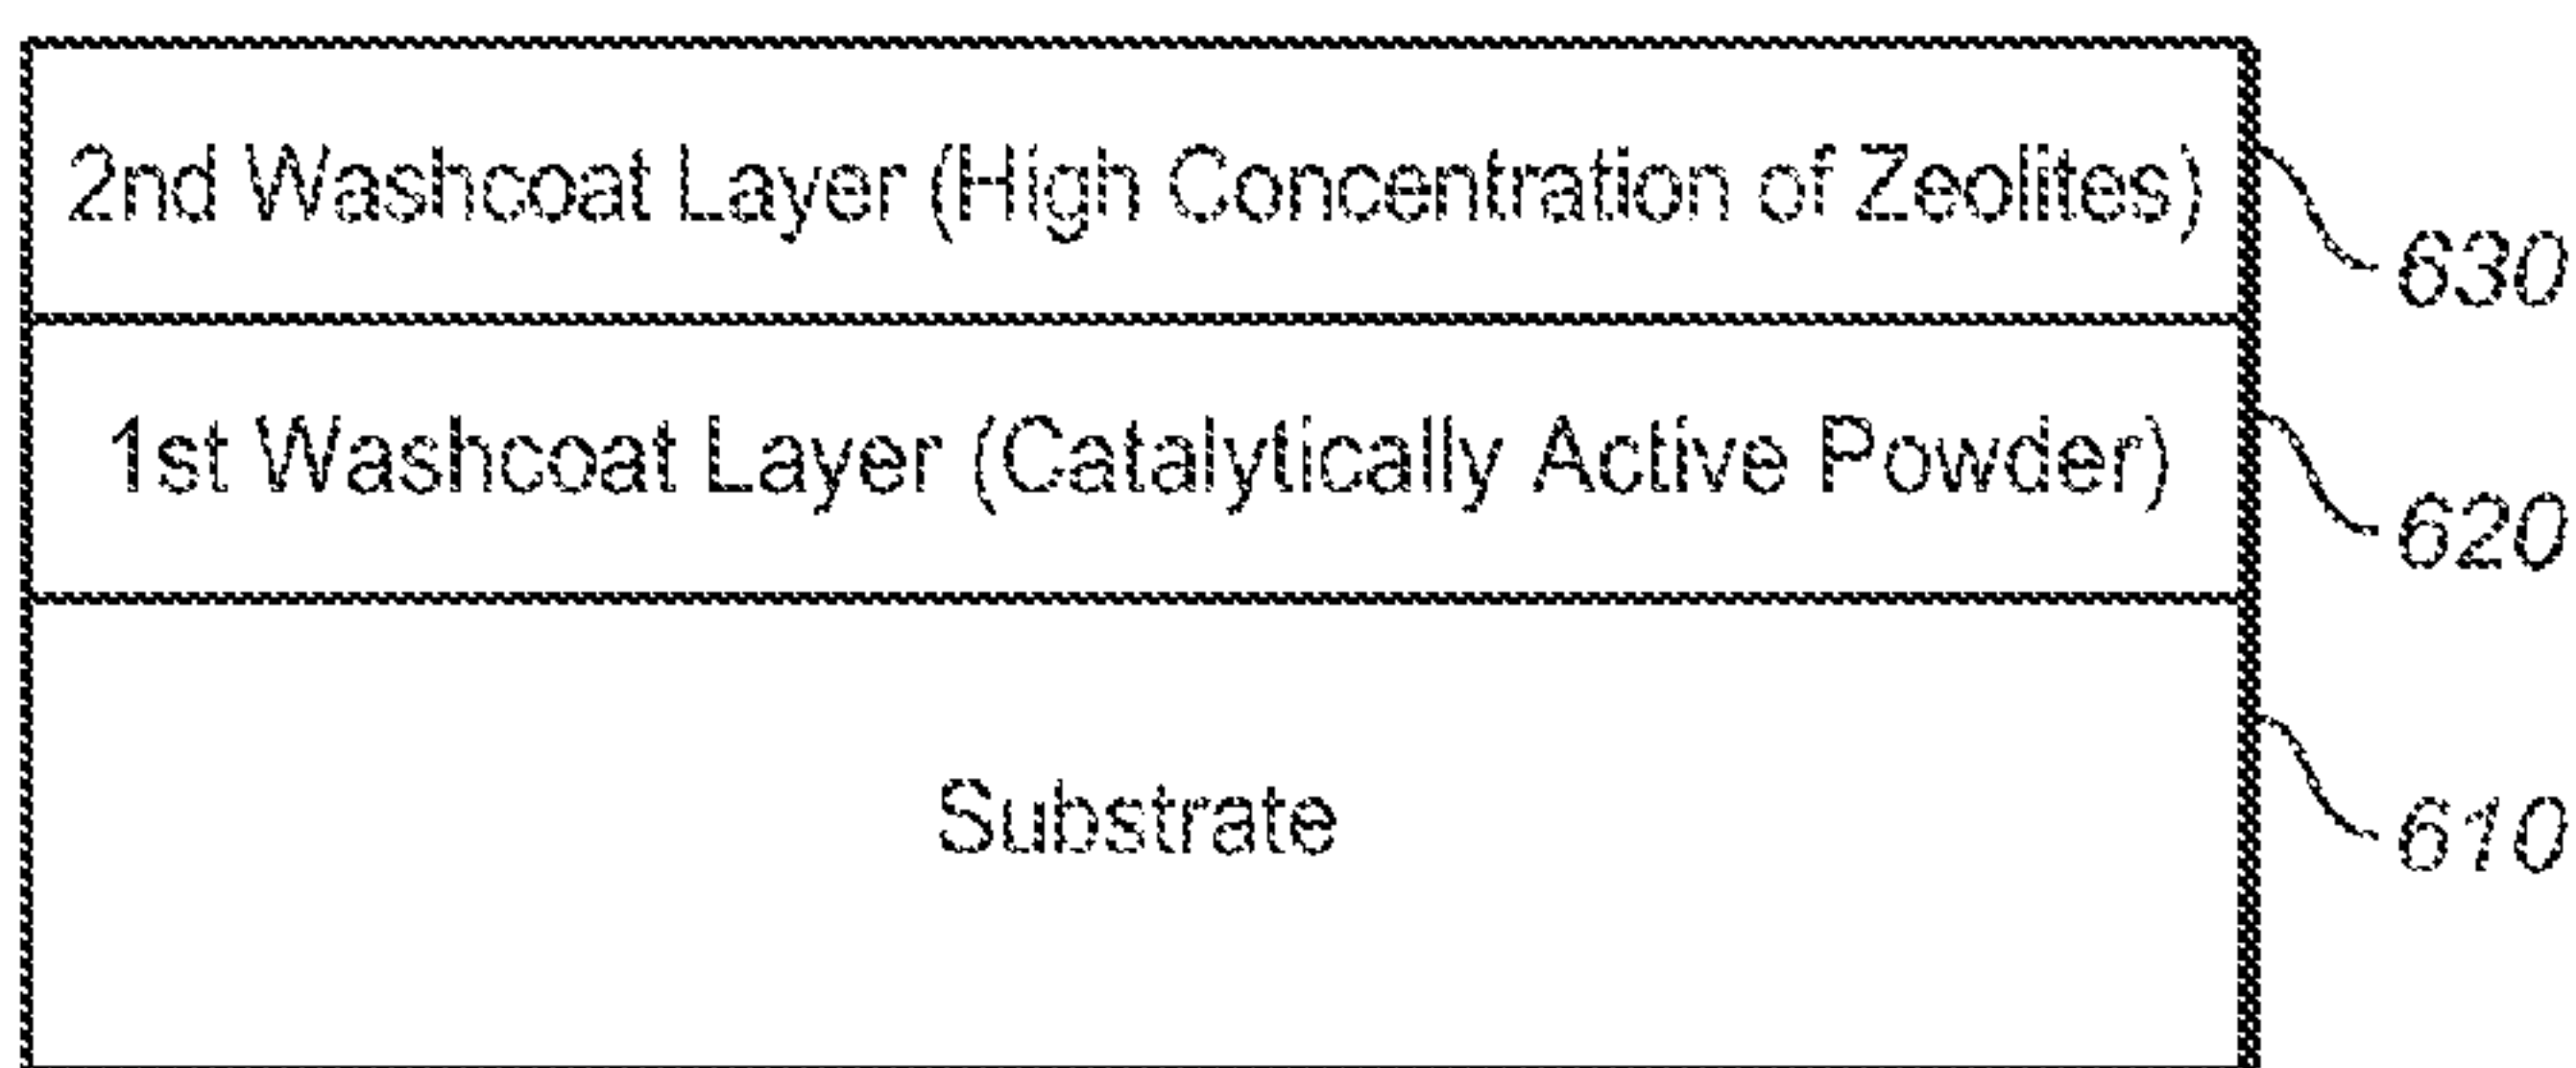 2nd Washcoat Layer (High Concentration of Zeolites)
630
1st Washcoat Layer (Catalytically Active Powder)
620
Substrate
610